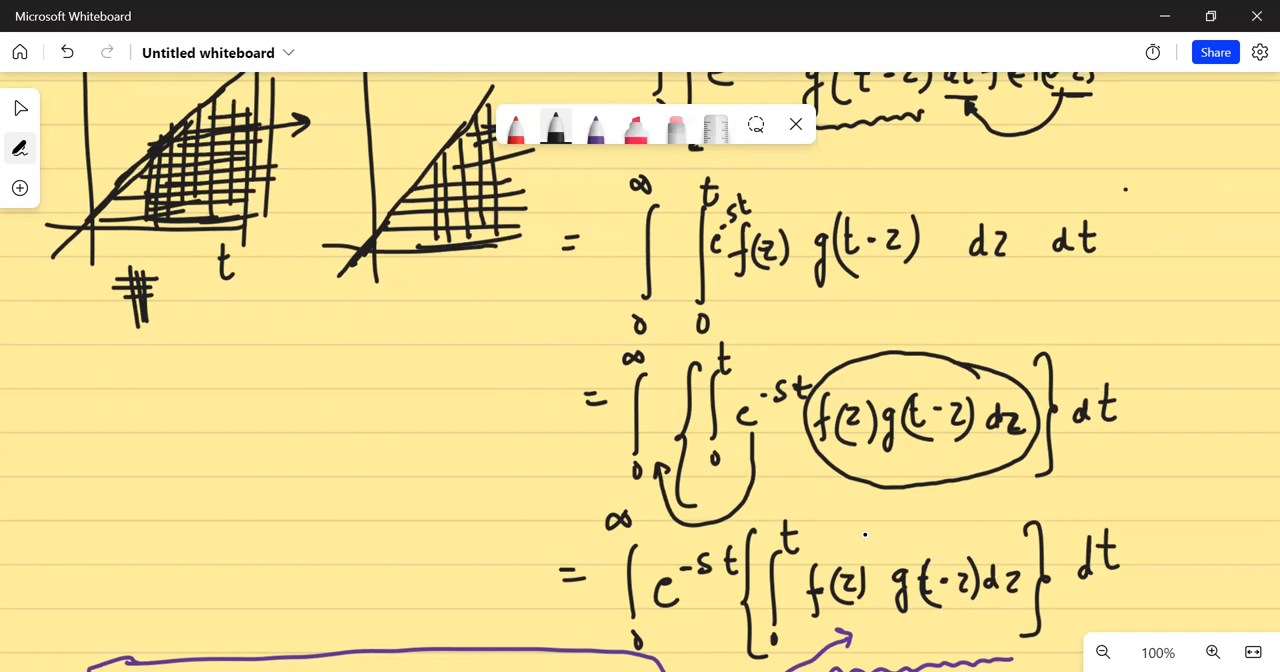 Microsoft Whiteboard
Untitled whiteboard
Share
g(t-z) dt
t
= ∞ ∫ 0 t ∫ 0 e^-st f(z) g(t-z) dz dt
= ∞ ∫ 0 { t ∫ 0 e^-st f(z)g(t-z) dz } dt
= ∞ ∫ 0 e^-st { t ∫ 0 f(z) g(t-z)dz } dt
100%